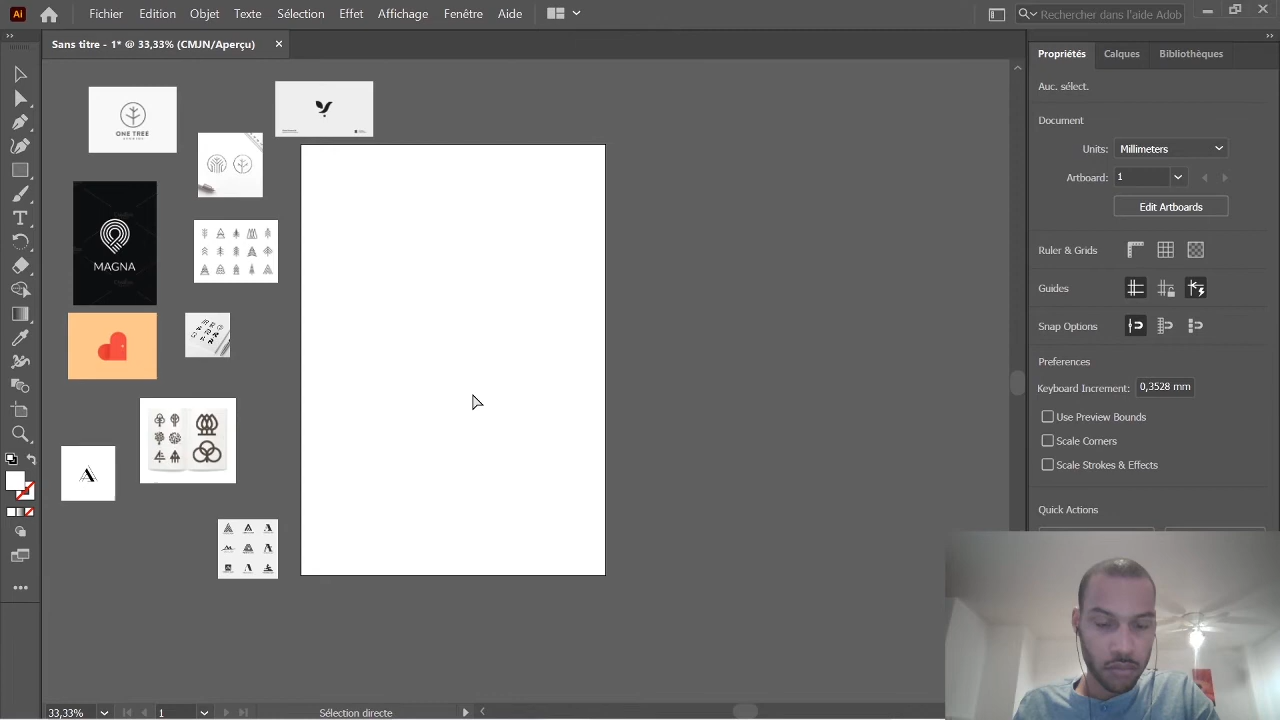 Ai Fichier Edition Objet Texte Sélection Effet Affichage Fenêtre Aide Rechercher dans l'aide Adob
Sans titre - 1* @ 33,33% (CMJN/Aperçu) ×
Propriétés Calques Bibliothèques
Auc. sélect.
Document
Units: Millimeters
Artboard: 1
Edit Artboards
Ruler & Grids
Guides
Snap Options
Preferences
Keyboard Increment: 0,3528 mm
Use Preview Bounds
Scale Corners
Scale Strokes & Effects
Quick Actions
ONE TREE
MAGNA
A
33,33% 1 Sélection directe